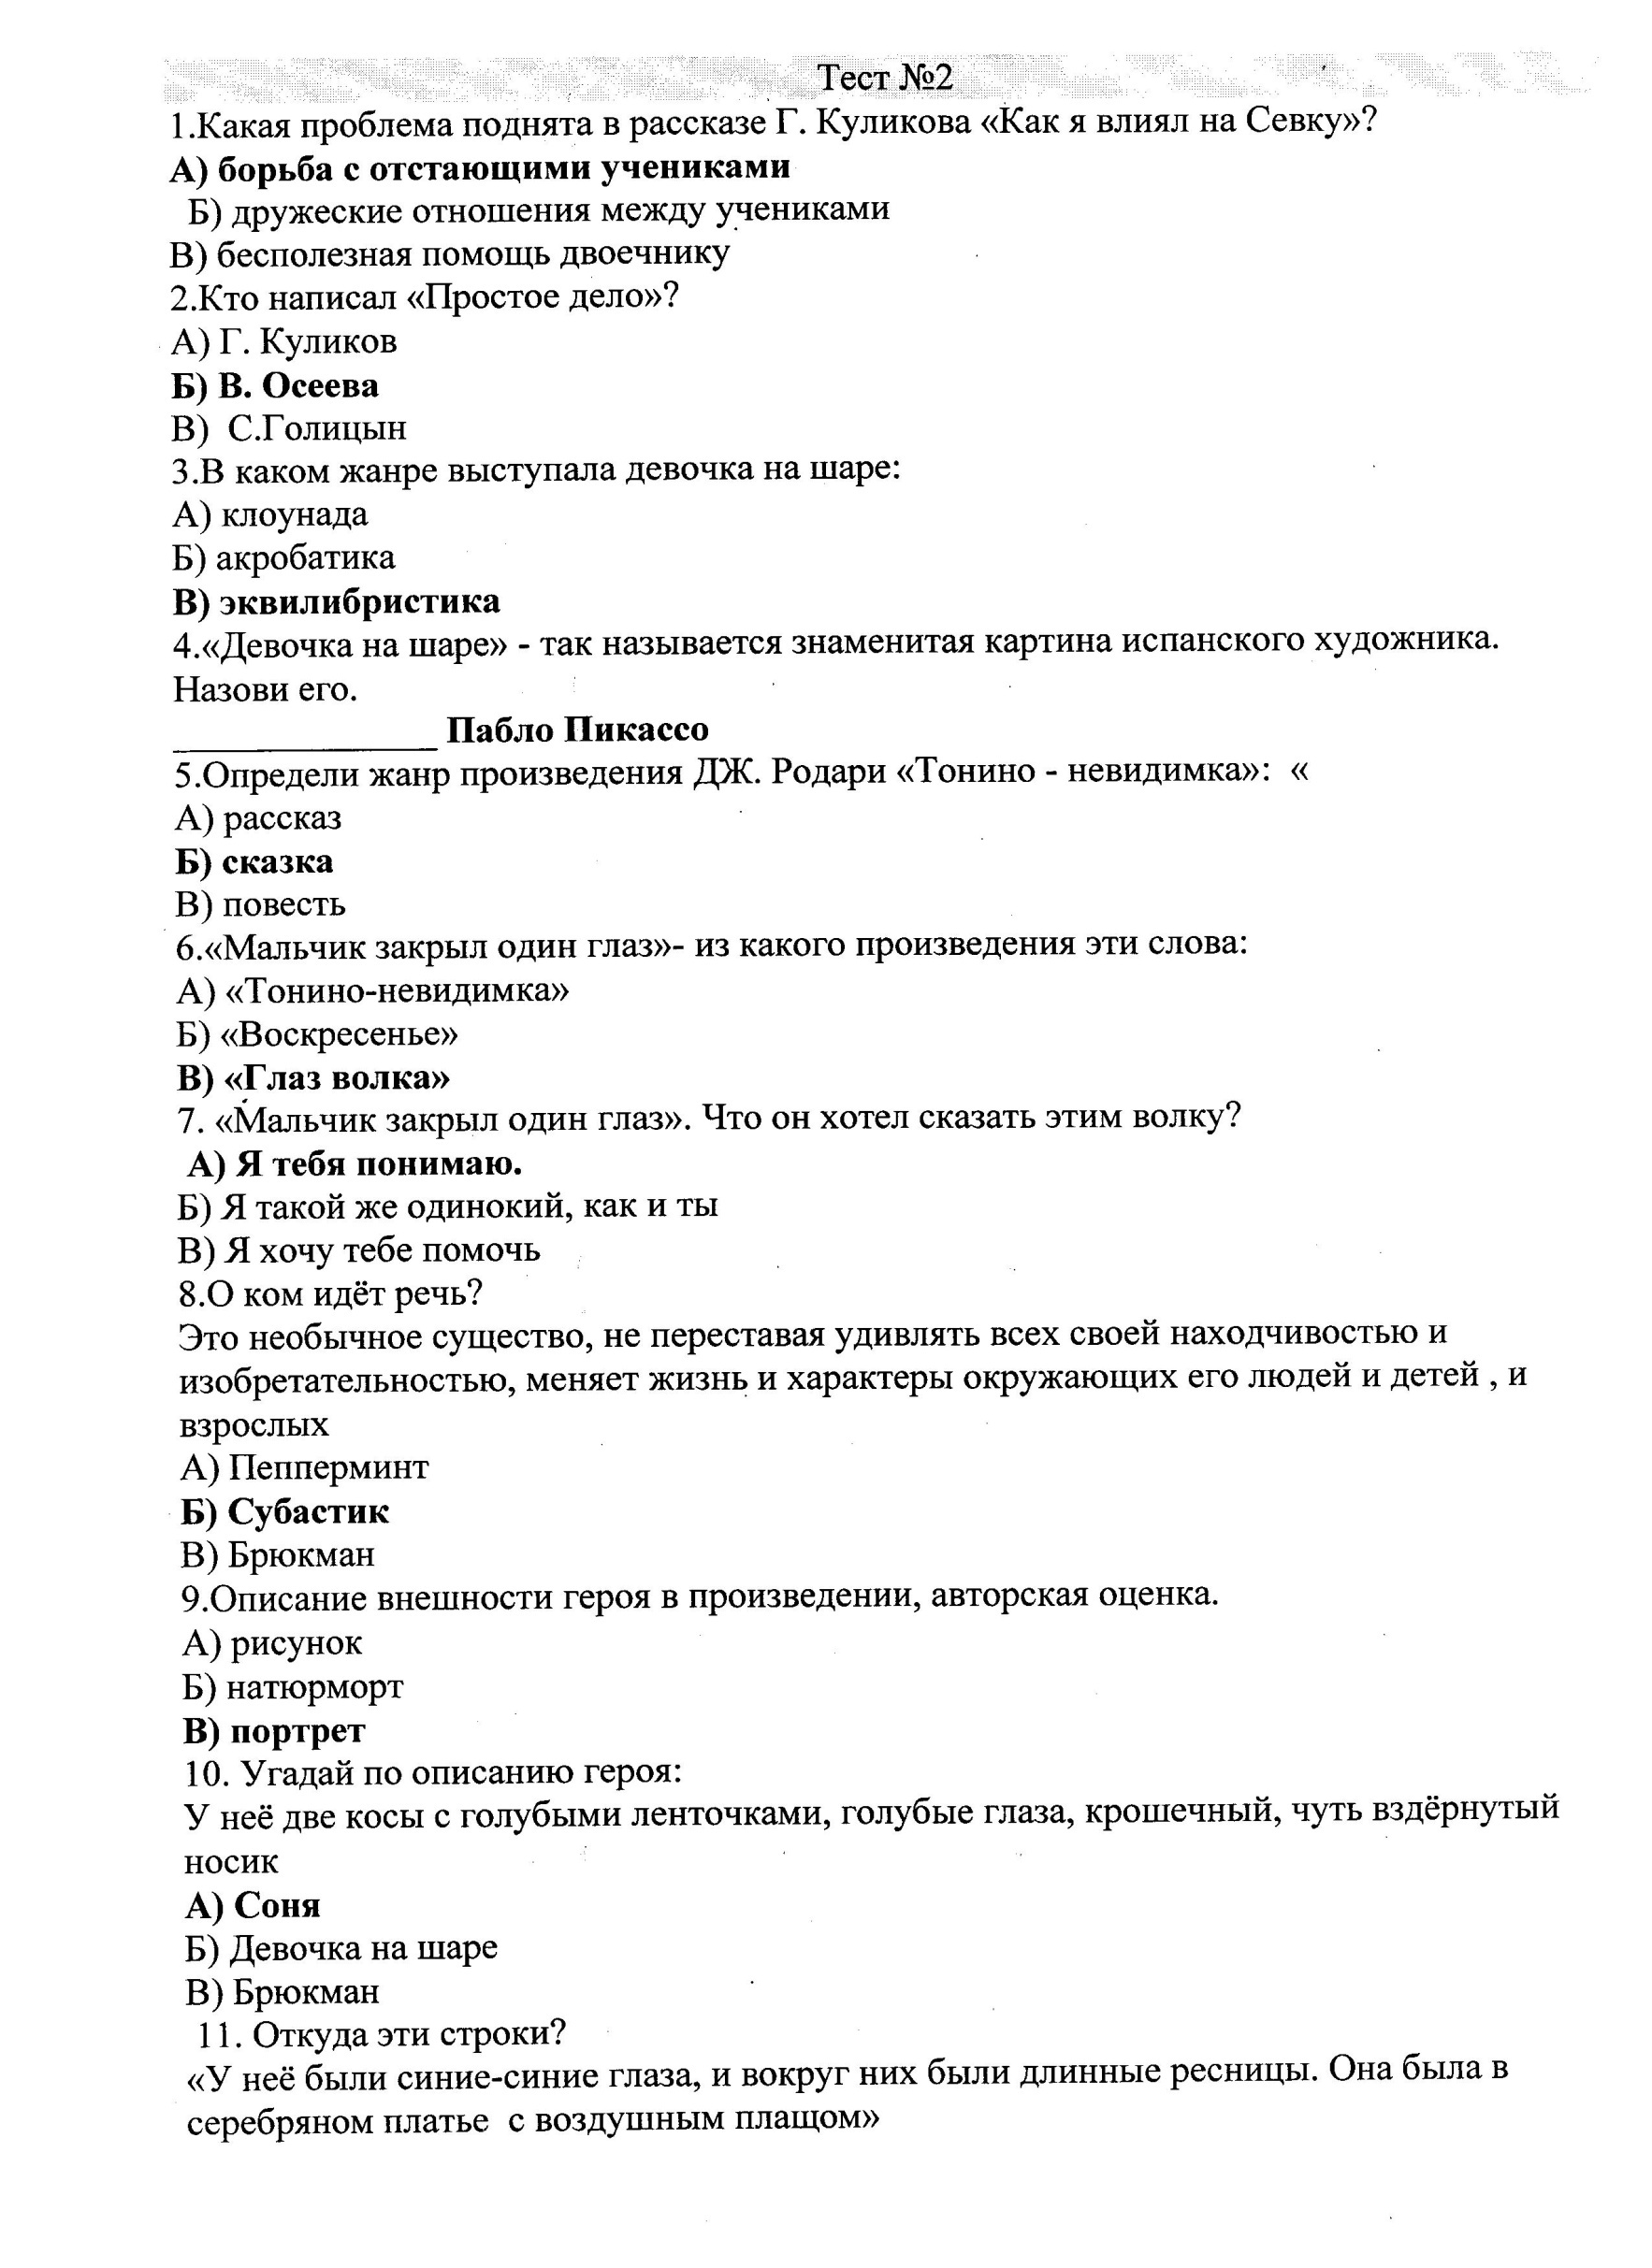 Тест №2
1.Какая проблема поднята в рассказе Г. Куликова «Как я влиял на Севку»?
А) борьба с отстающими учениками
Б) дружеские отношения между учениками
В) бесполезная помощь двоечнику
2.Кто написал «Простое дело»?
А) Г. Куликов
Б) В. Осеева
В) С.Голицын
3.В каком жанре выступала девочка на шаре:
А) клоунада
Б) акробатика
В) эквилибристика
4.«Девочка на шаре» - так называется знаменитая картина испанского художника.
Назови его.
______________ Пабло Пикассо
5.Определи жанр произведения ДЖ. Родари «Тонино - невидимка»: «
А) рассказ
Б) сказка
В) повесть
6.«Мальчик закрыл один глаз»- из какого произведения эти слова:
А) «Тонино-невидимка»
Б) «Воскресенье»
В) «Глаз волка»
7. «Мальчик закрыл один глаз». Что он хотел сказать этим волку?
А) Я тебя понимаю.
Б) Я такой же одинокий, как и ты
В) Я хочу тебе помочь
8.О ком идёт речь?
Это необычное существо, не переставая удивлять всех своей находчивостью и
изобретательностью, меняет жизнь и характеры окружающих его людей и детей , и
взрослых
А) Пепперминт
Б) Субастик
В) Брюкман
9.Описание внешности героя в произведении, авторская оценка.
А) рисунок
Б) натюрморт
В) портрет
10. Угадай по описанию героя:
У неё две косы с голубыми ленточками, голубые глаза, крошечный, чуть вздёрнутый
носик
А) Соня
Б) Девочка на шаре
В) Брюкман
11. Откуда эти строки?
«У неё были синие-синие глаза, и вокруг них были длинные ресницы. Она была в
серебряном платье с воздушным плащом»